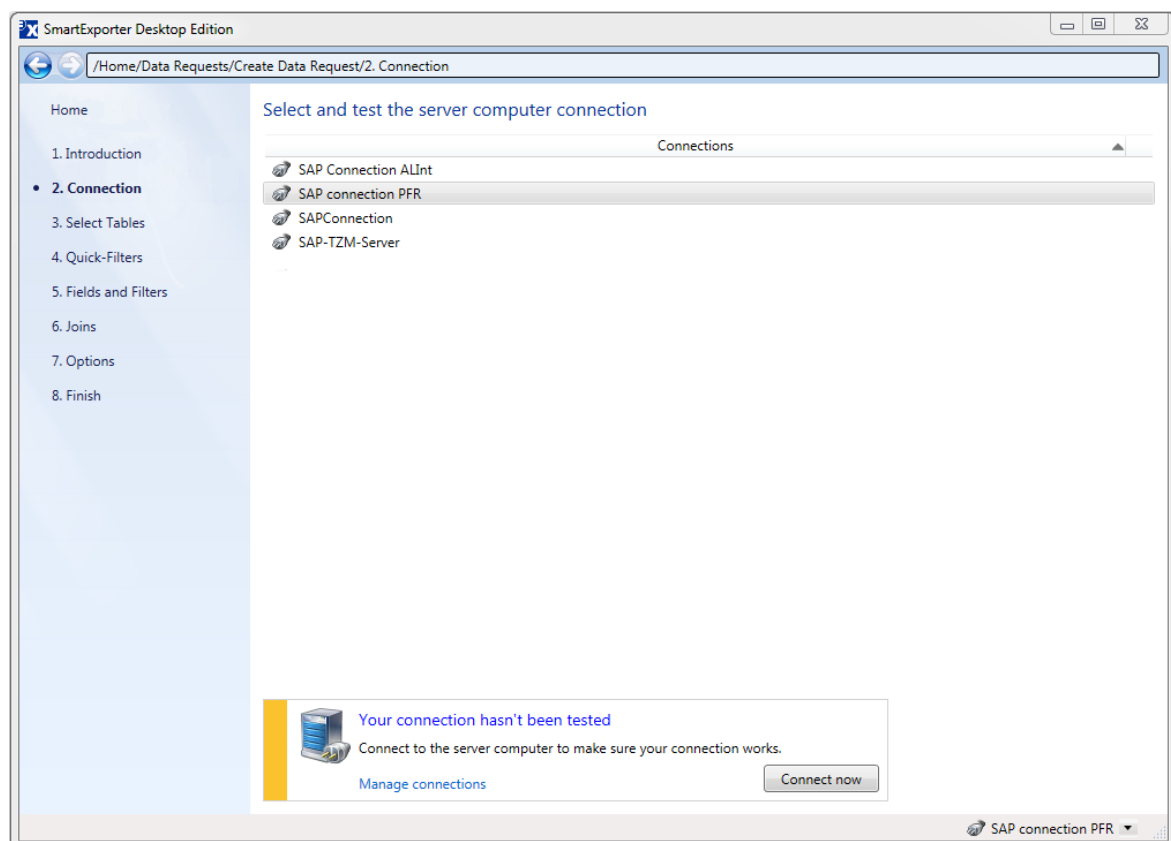 SmartExporter Desktop Edition
/Home/Data Requests/Create Data Request/2. Connection
Home
1. Introduction
2. Connection
3. Select Tables
4. Quick-Filters
5. Fields and Filters
6. Joins
7. Options
8. Finish
Select and test the server computer connection
Connections
SAP Connection ALInt
SAP connection PFR
SAPConnection
SAP-TZM-Server
Your connection hasn't been tested
Connect to the server computer to make sure your connection works.
Manage connections
Connect now
SAP connection PFR